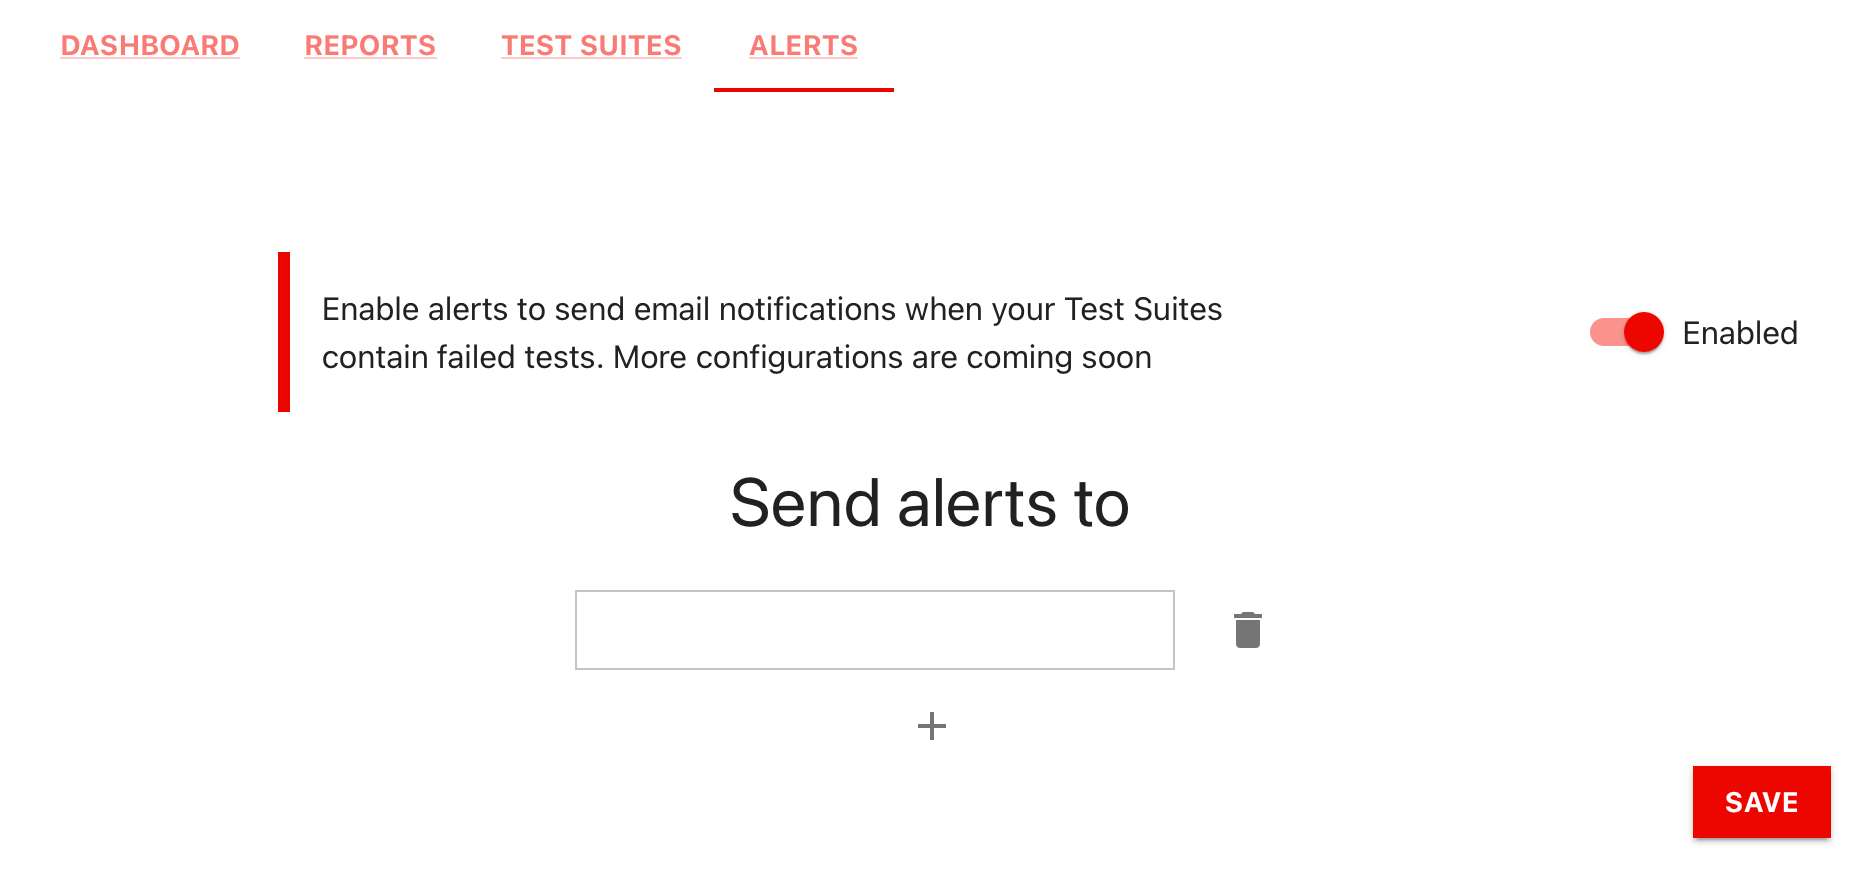 DASHBOARD REPORTS TEST SUITES ALERTS
Enable alerts to send email notifications when your Test Suites
contain failed tests. More configurations are coming soon
Enabled
Send alerts to
SAVE